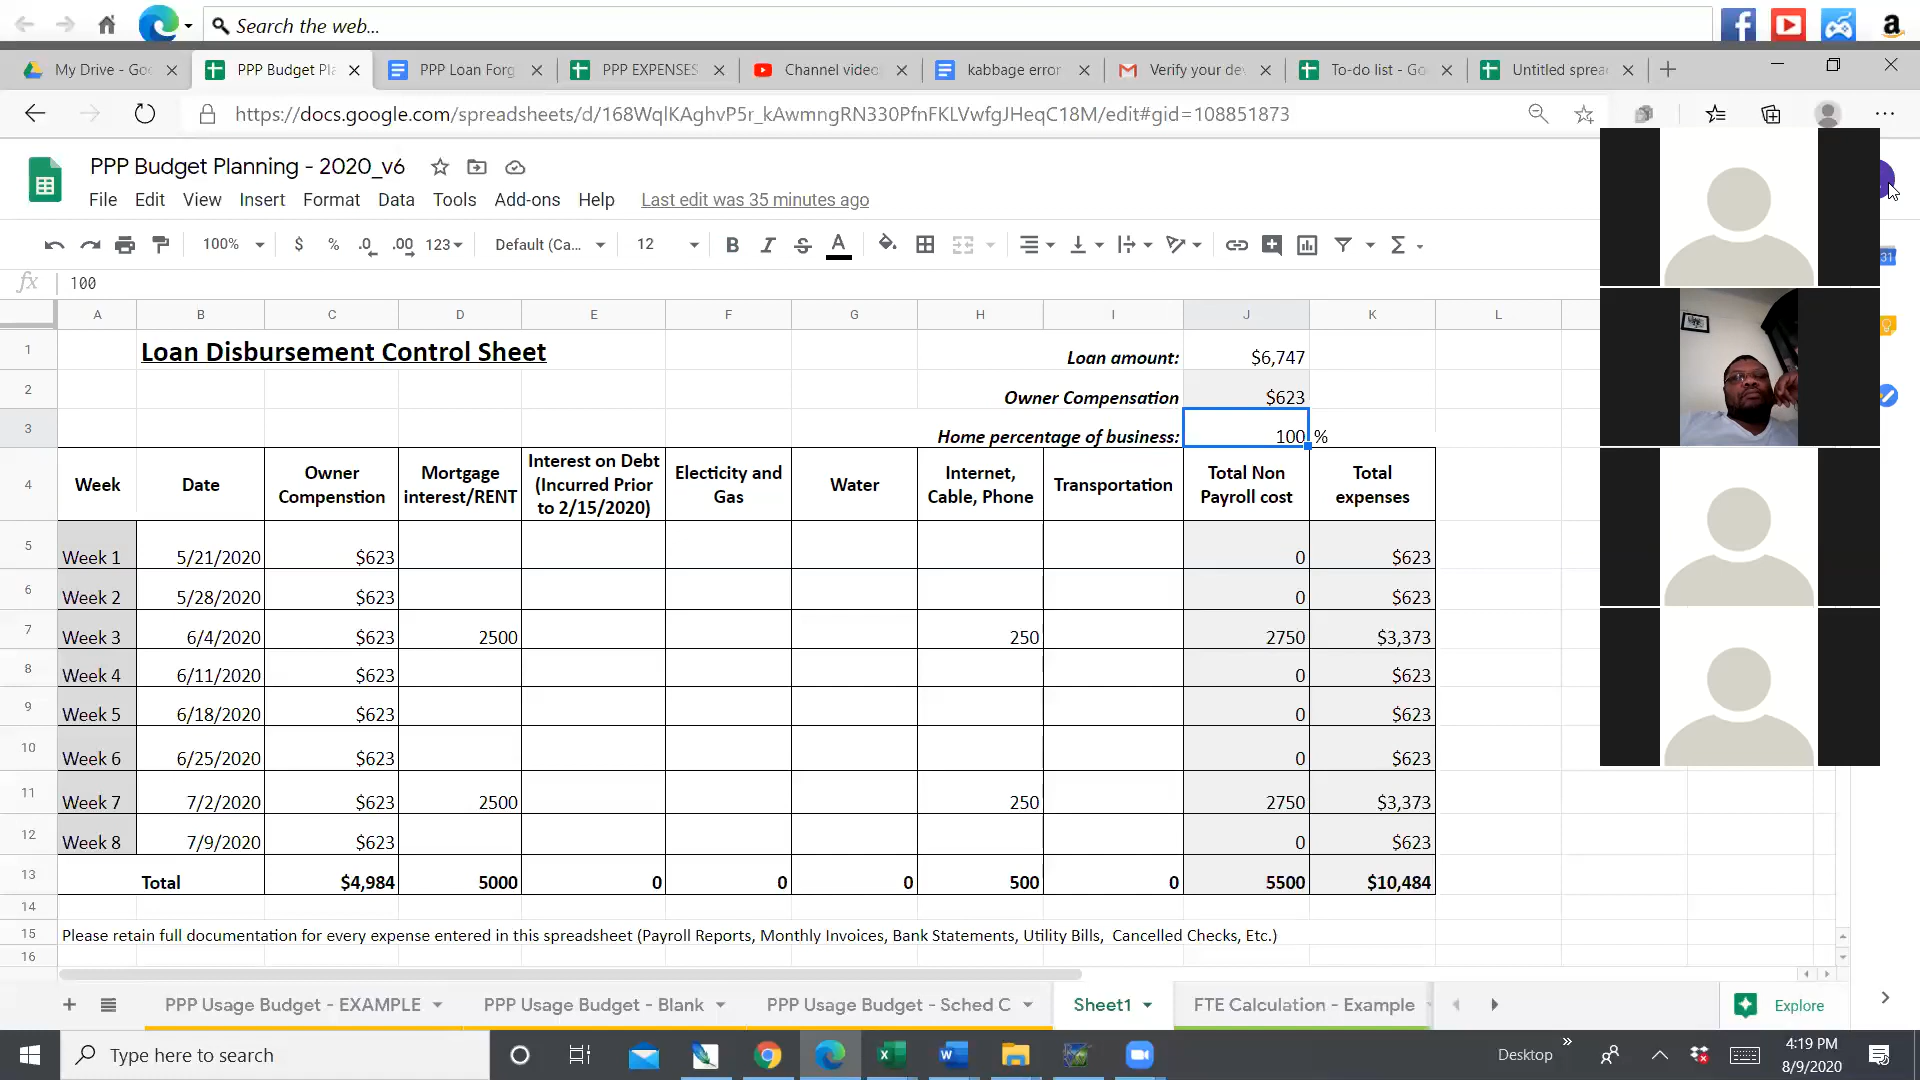 Search the web...
My Drive - Go
PPP Budget Pla
PPP Loan Forg
PPP EXPENSES
Channel video
kabbage error
Verify your de
To-do list - Go
Untitled sprea
https://docs.google.com/spreadsheets/d/168WqlKAghvP5r_kAwmngRN330PfnFKLVwfgJHeqC18M/edit#gid=108851873
PPP Budget Planning - 2020_v6
File Edit View Insert Format Data Tools Add-ons Help Last edit was 35 minutes ago
100% $ % .0 .00 123 Default (Ca... 12 B I S A
fx 100
A B C D E F G H I J K L
1 Loan Disbursement Control Sheet Loan amount: $6,747
2 Owner Compensation $623
3 Home percentage of business: 100 %
4 Week Date Owner Compenstion Mortgage interest/RENT Interest on Debt (Incurred Prior to 2/15/2020) Electicity and Gas Water Internet, Cable, Phone Transportation Total Non Payroll cost Total expenses
5 Week 1 5/21/2020 $623 0 $623
6 Week 2 5/28/2020 $623 0 $623
7 Week 3 6/4/2020 $623 2500 250 2750 $3,373
8 Week 4 6/11/2020 $623 0 $623
9 Week 5 6/18/2020 $623 0 $623
10 Week 6 6/25/2020 $623 0 $623
11 Week 7 7/2/2020 $623 2500 250 2750 $3,373
12 Week 8 7/9/2020 $623 0 $623
13 Total $4,984 5000 0 0 0 500 0 5500 $10,484
14
15 Please retain full documentation for every expense entered in this spreadsheet (Payroll Reports, Monthly Invoices, Bank Statements, Utility Bills, Cancelled Checks, Etc.)
16
PPP Usage Budget - EXAMPLE PPP Usage Budget - Blank PPP Usage Budget - Sched C Sheet1 FTE Calculation - Example Explore
Type here to search
Desktop
4:19 PM
8/9/2020